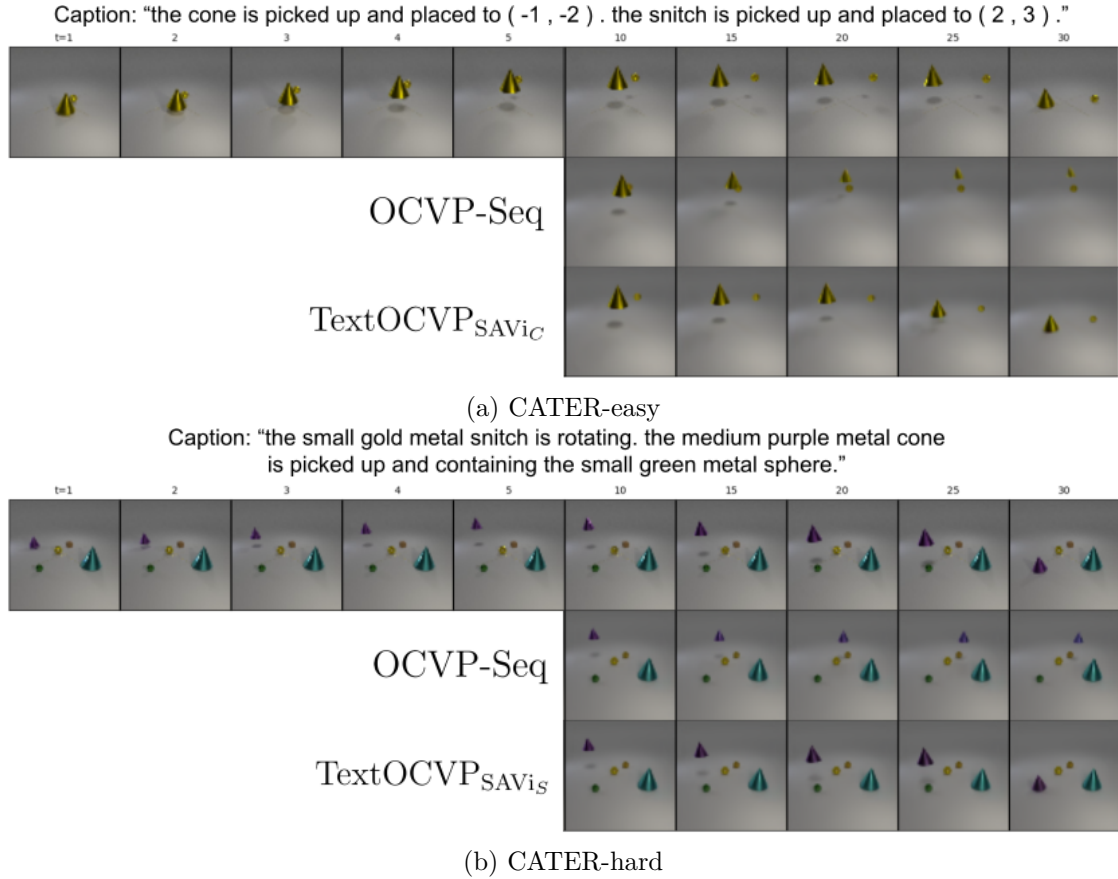 Caption: “the cone is picked up and placed to ( -1 , -2 ) . the snitch is picked up and placed to ( 2 , 3 ) .”
t=1 2 3 4 5 10 15 20 25 30
OCVP-Seq
TextOCVP_SAVi_C
(a) CATER-easy
Caption: “the small gold metal snitch is rotating. the medium purple metal cone
is picked up and containing the small green metal sphere.”
t=1 2 3 4 5 10 15 20 25 30
OCVP-Seq
TextOCVP_SAVi_S
(b) CATER-hard